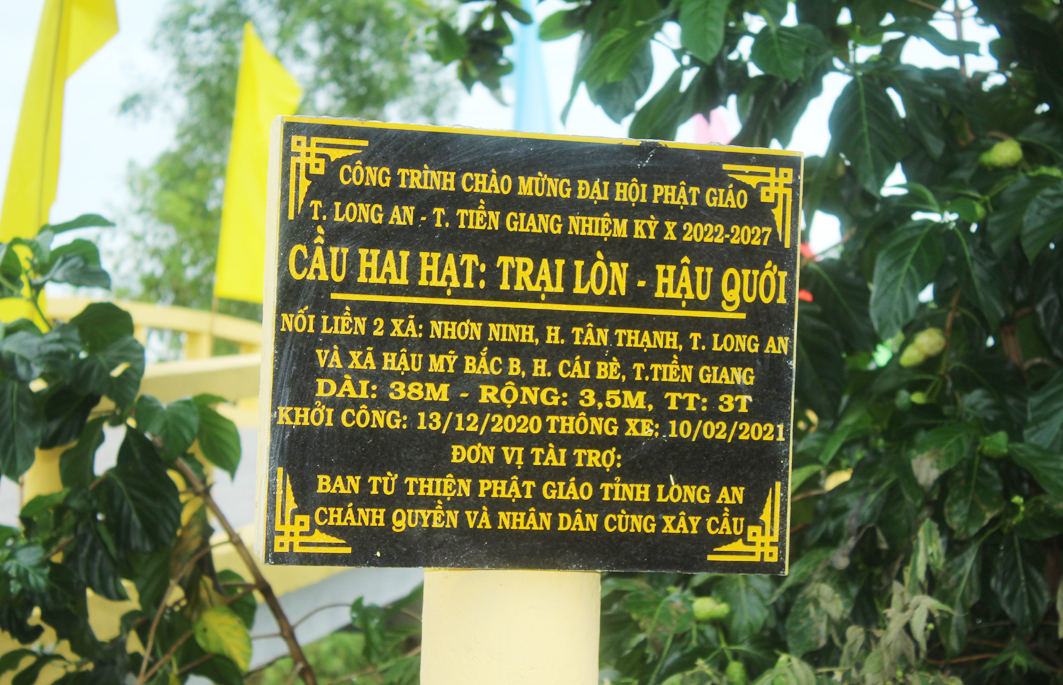 CÔNG TRÌNH CHÀO MỪNG ĐẠI HỘI PHẬT GIÁO
T. LONG AN - T. TIỀN GIANG NHIỆM KỲ X 2022-2027
CẦU HAI HẠT: TRẠI LÒN - HẬU QUỚI
NỐI LIỀN 2 XÃ: NHƠN NINH, H. TÂN THẠNH, T. LONG AN
VÀ XÃ HẬU MỸ BẮC B, H. CÁI BÈ, T.TIỀN GIANG
DÀI: 38M - RỘNG: 3,5M, TT: 3T
KHỞI CÔNG: 13/12/2020 THÔNG XE: 10/02/2021
ĐƠN VỊ TÀI TRỢ:
BAN TỪ THIỆN PHẬT GIÁO TỈNH LONG AN
CHÁNH QUYỀN VÀ NHÂN DÂN CÙNG XÂY CẦU